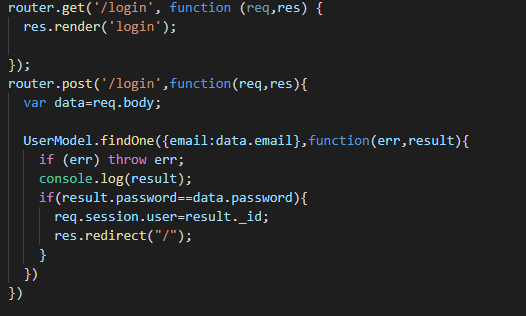 router.get('/login', function (req,res) {
  res.render('login');

});
router.post('/login',function(req,res){
  var data=req.body;

  UserModel.findOne({email:data.email},function(err,result){
    if (err) throw err;
    console.log(result);
    if(result.password==data.password){
      req.session.user=result._id;
      res.redirect("/");
    }
  })
})